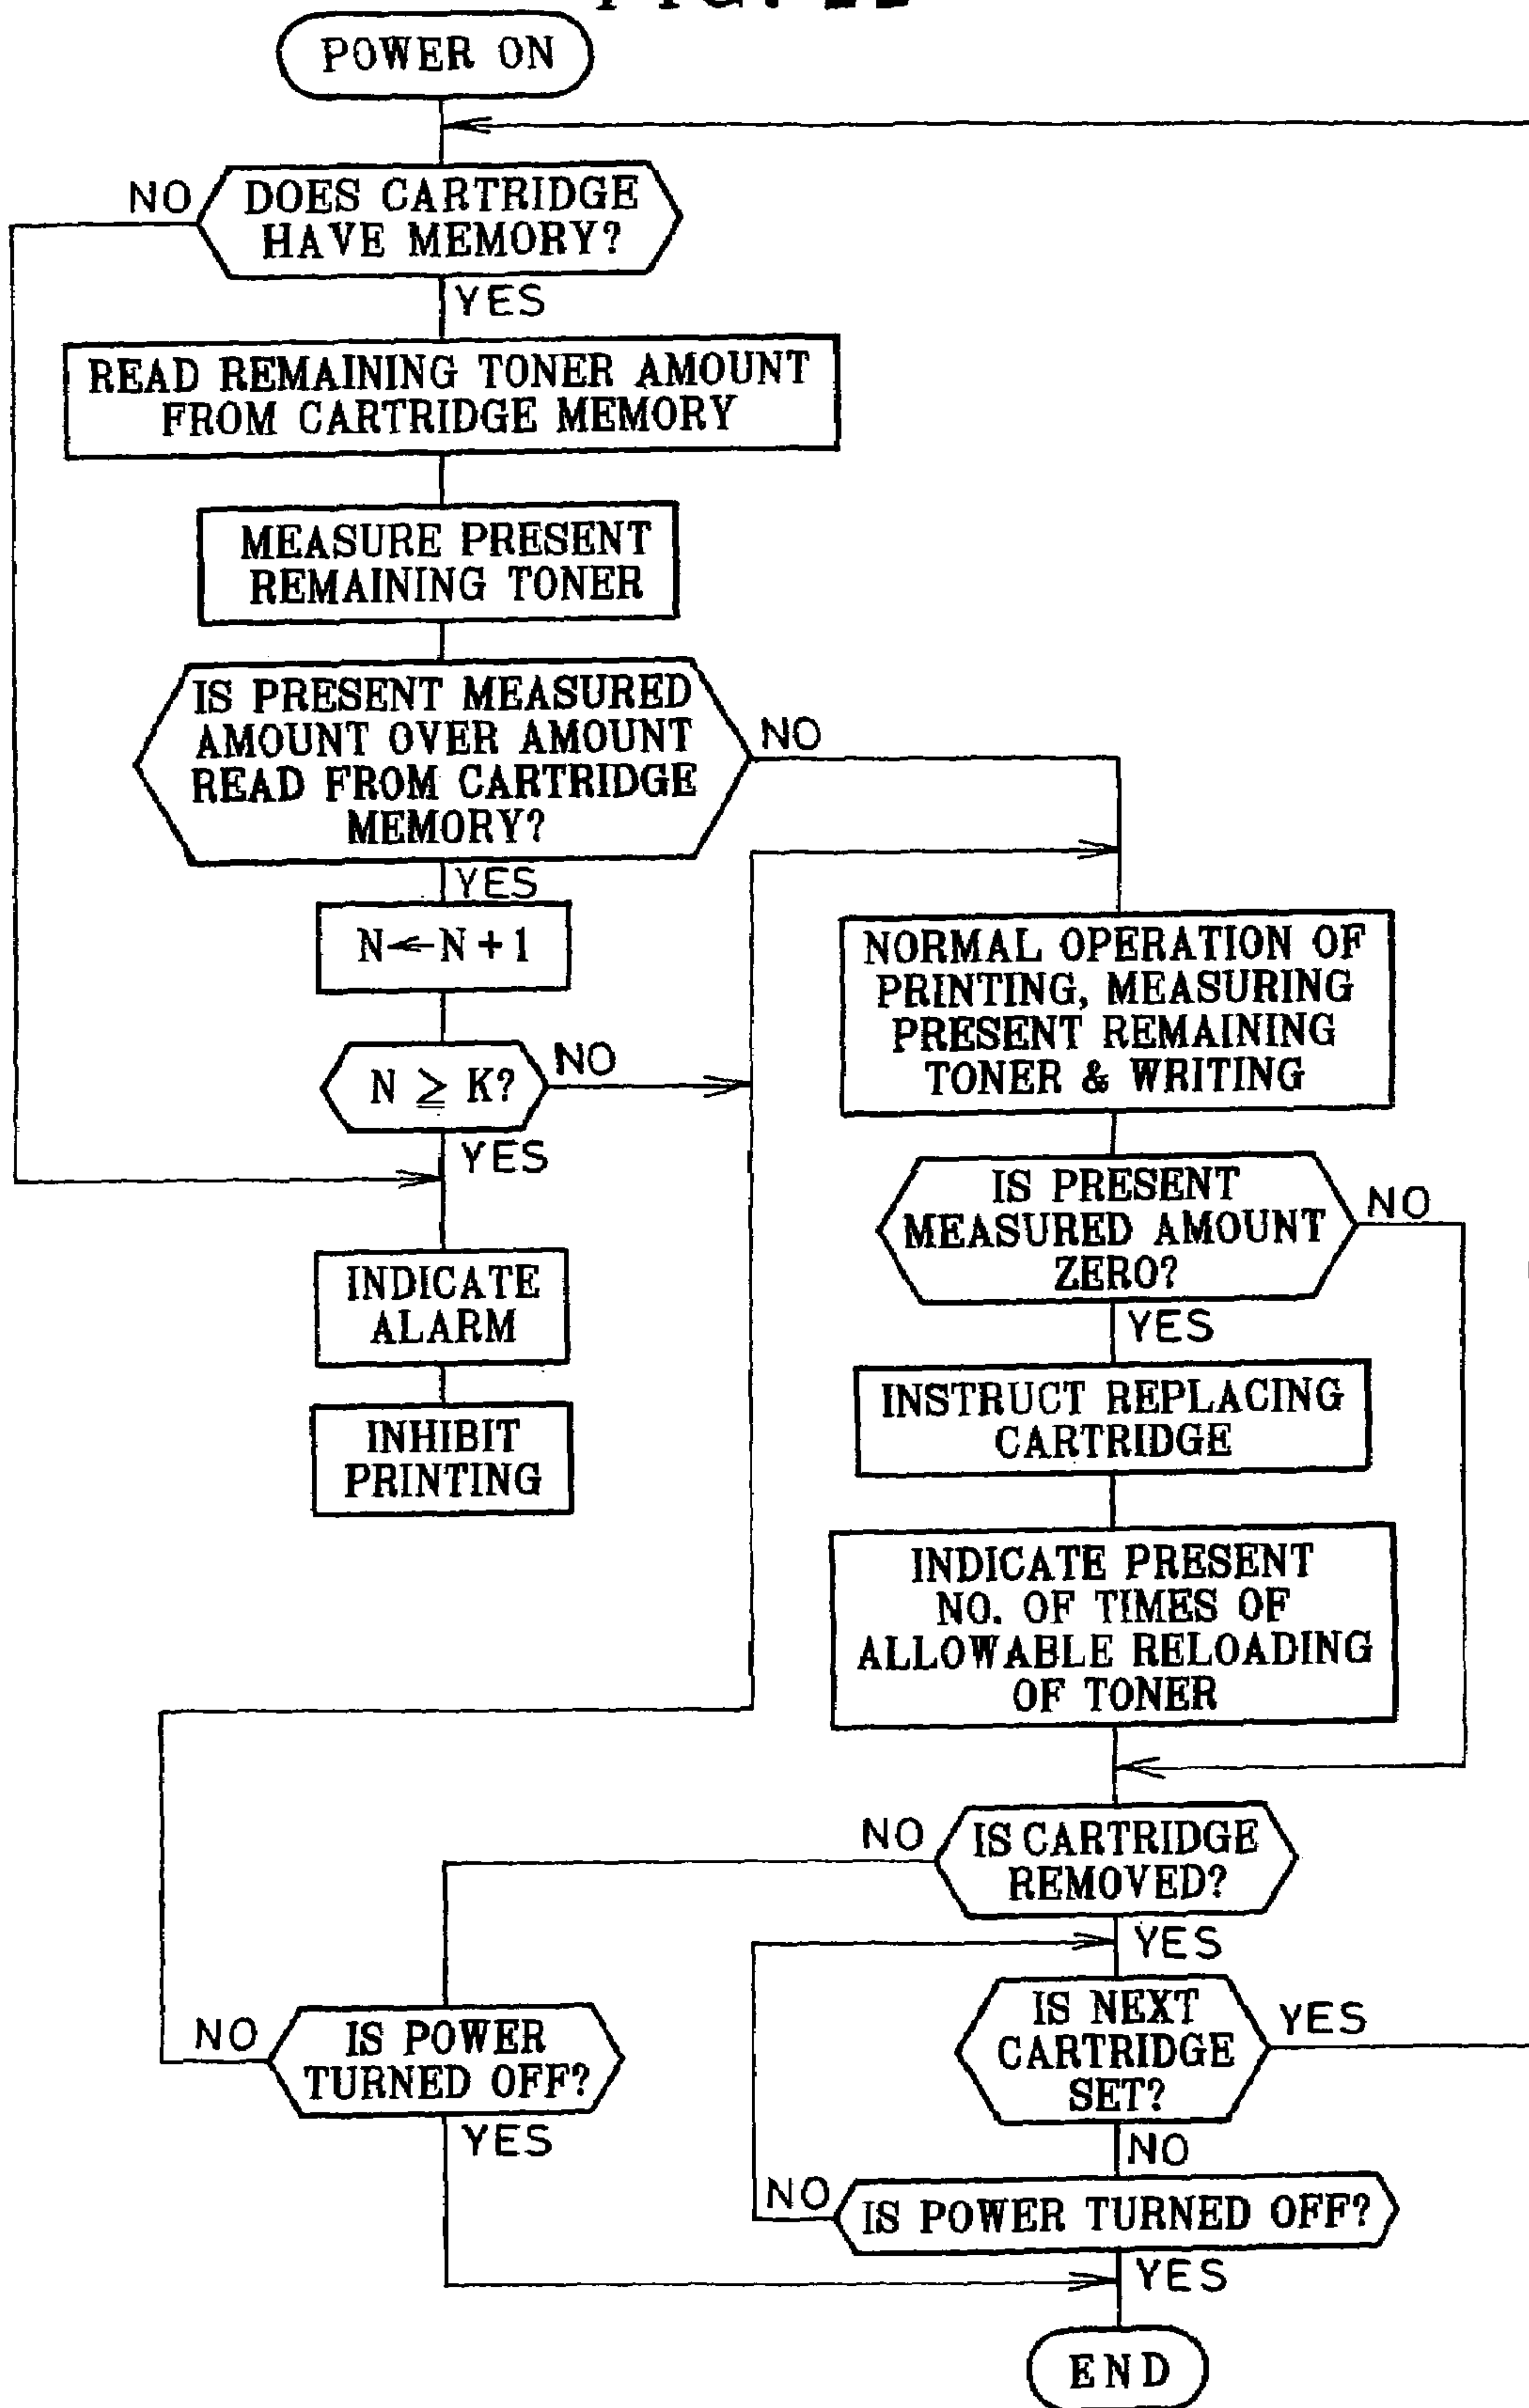 POWER ON
NO
DOES CARTRIDGE
HAVE MEMORY?
YES
READ REMAINING TONER AMOUNT
FROM CARTRIDGE MEMORY
MEASURE PRESENT
REMAINING TONER
IS PRESENT MEASURED
AMOUNT OVER AMOUNT
READ FROM CARTRIDGE
MEMORY?
NO
YES
N←N+1
N ≧ K?
NO
YES
INDICATE
ALARM
INHIBIT
PRINTING
NORMAL OPERATION OF
PRINTING, MEASURING
PRESENT REMAINING
TONER & WRITING
IS PRESENT
MEASURED AMOUNT
ZERO?
NO
YES
INSTRUCT REPLACING
CARTRIDGE
INDICATE PRESENT
NO. OF TIMES OF
ALLOWABLE RELOADING
OF TONER
NO
IS CARTRIDGE
REMOVED?
YES
NO
IS POWER
TURNED OFF?
YES
IS NEXT
CARTRIDGE
SET?
YES
NO
NO
IS POWER TURNED OFF?
YES
END